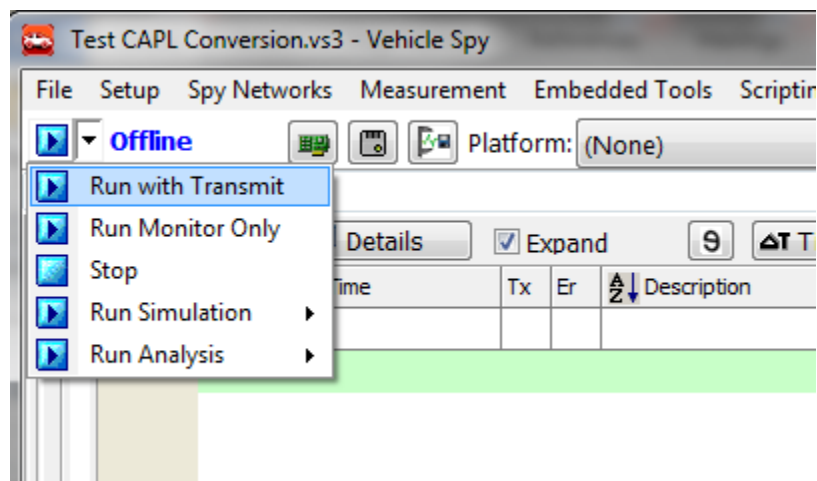 Test CAPL Conversion.vs3 - Vehicle Spy
File Setup Spy Networks Measurement Embedded Tools
Offline Platform: (None)
Run with Transmit
Run Monitor Only
Details Expand
Stop
Tx Er Description
Run Simulation
Run Analysis